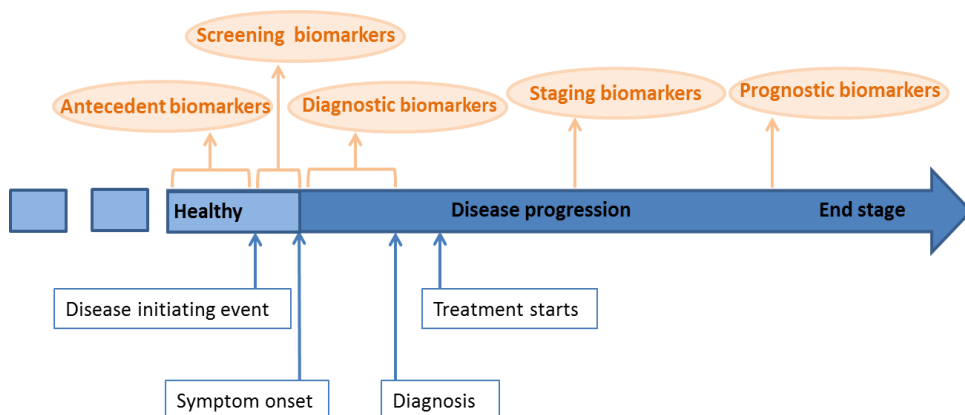 Screening biomarkers
Antecedent biomarkers
Diagnostic biomarkers
Staging biomarkers
Prognostic biomarkers
Healthy
Disease progression
End stage
Disease initiating event
Treatment starts
Symptom onset
Diagnosis